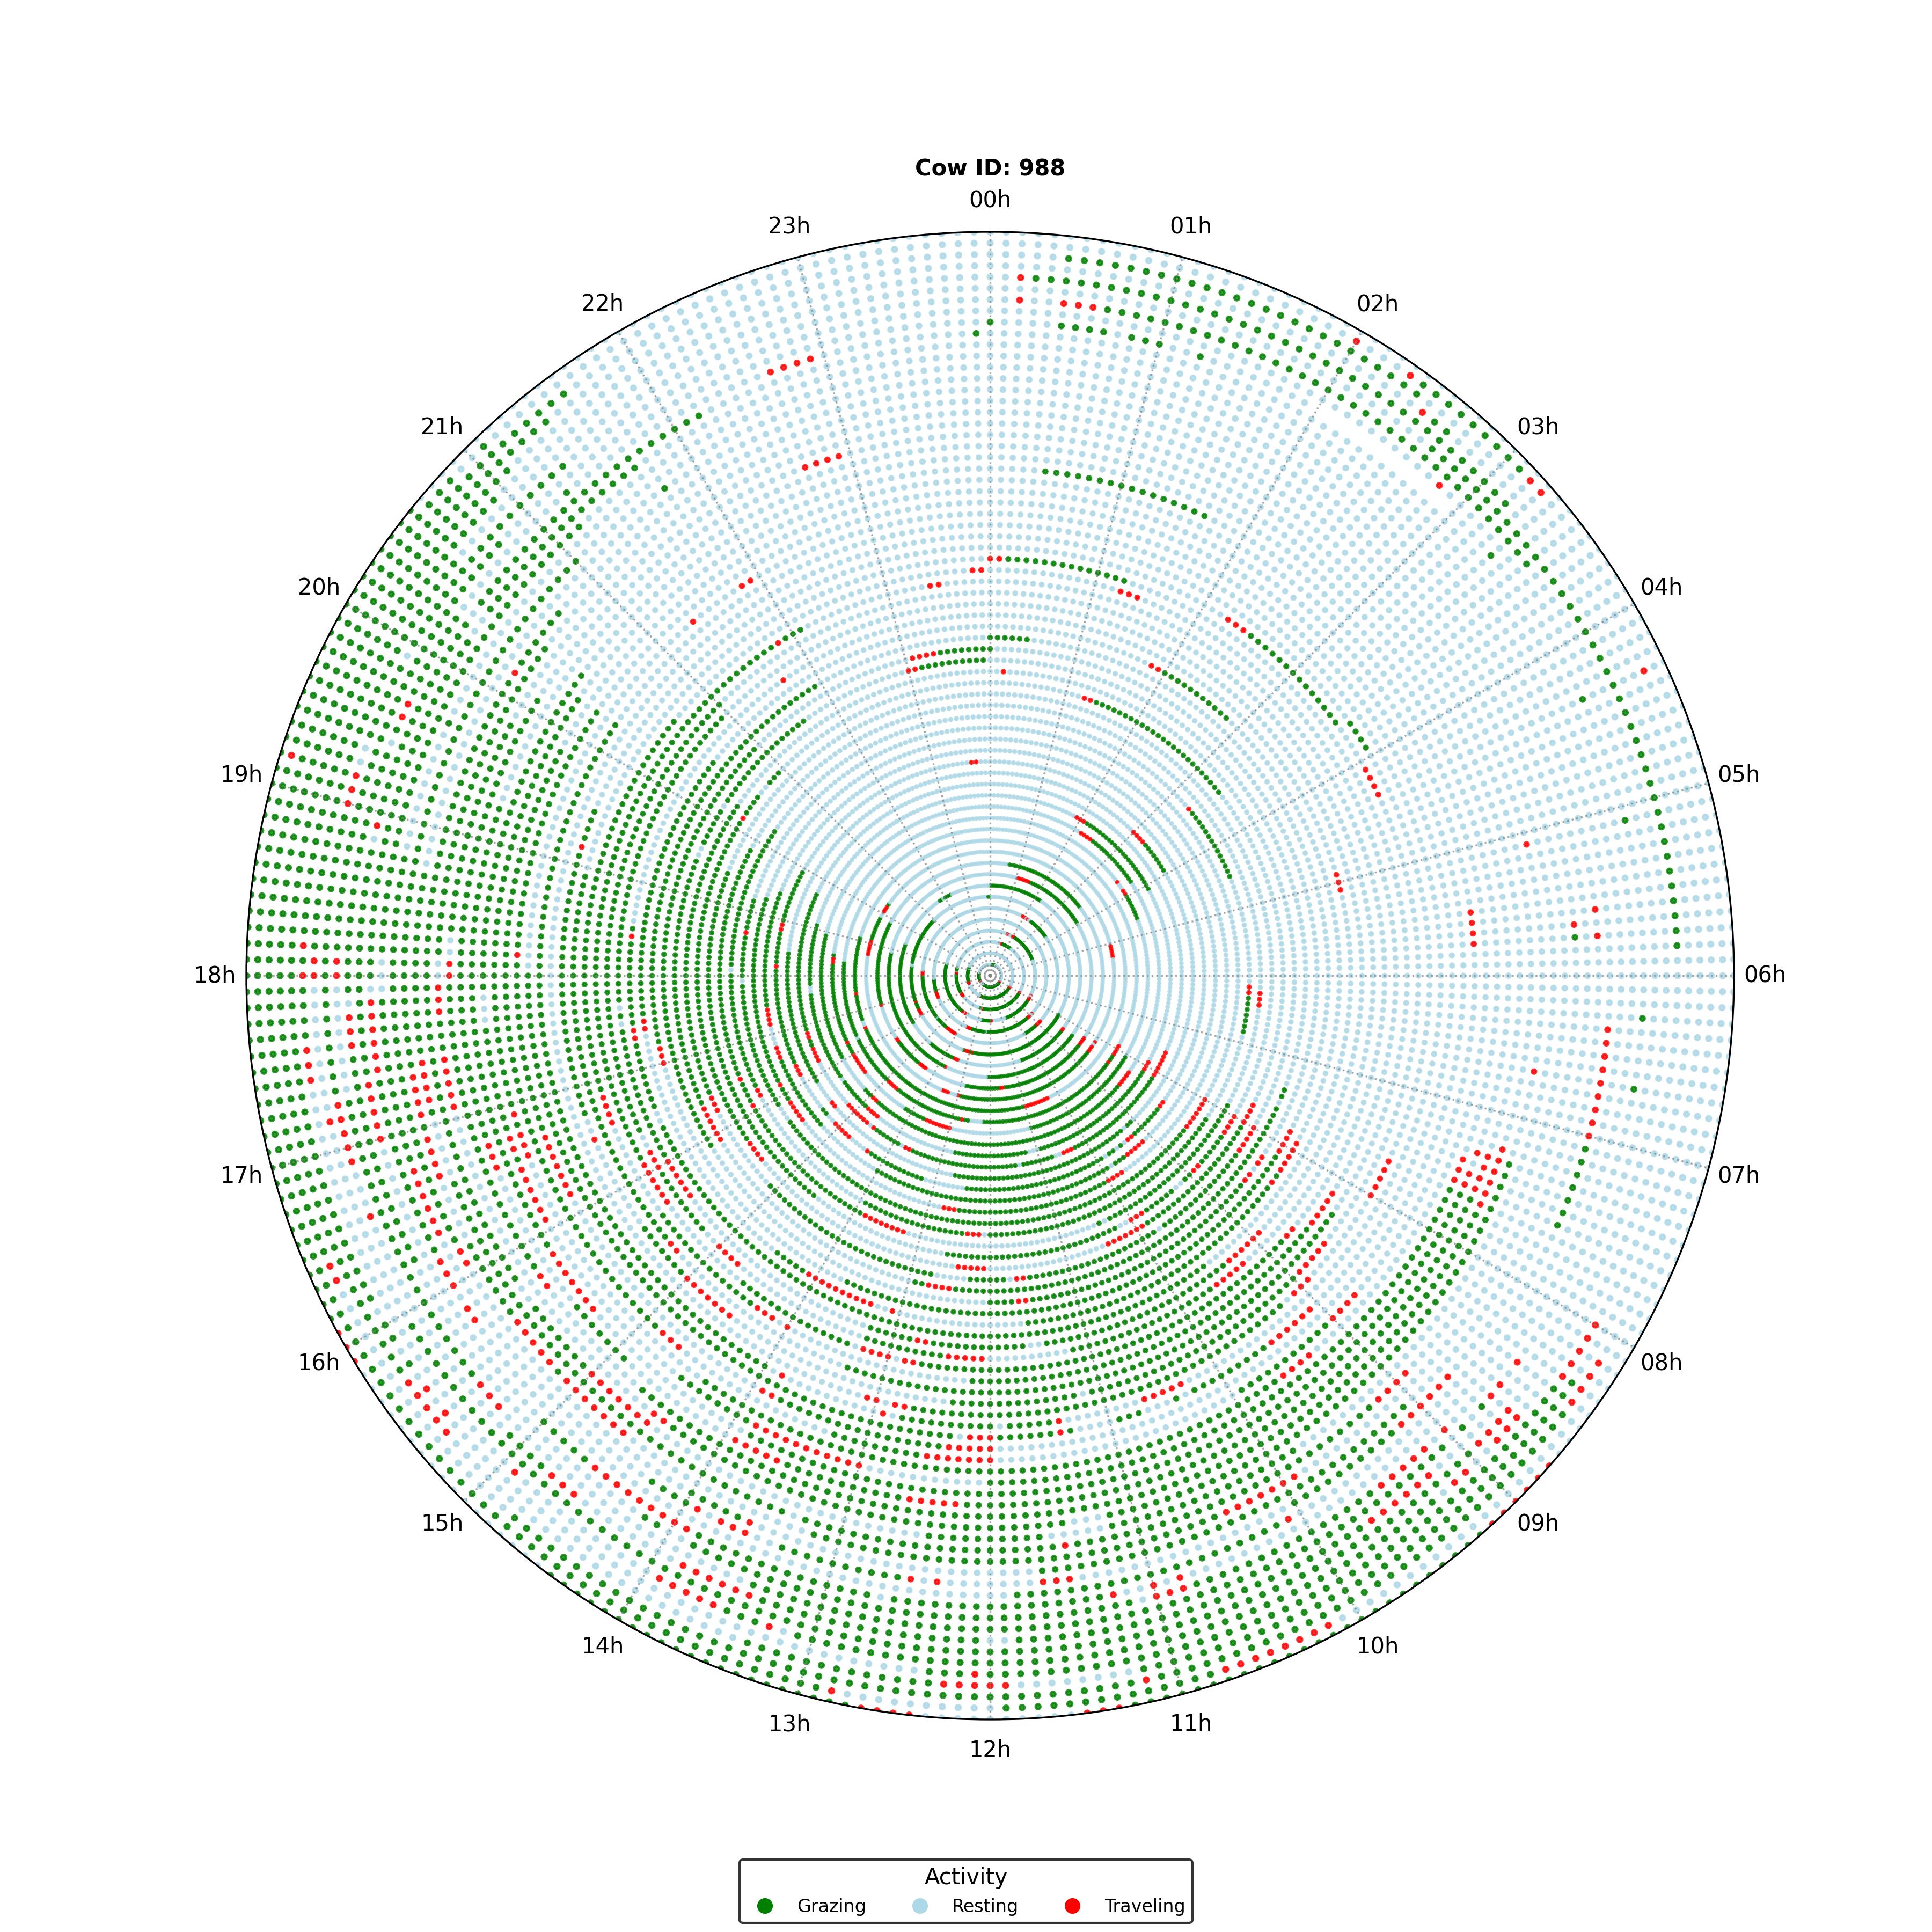 Cow ID: 988
00h
23h
01h
22h
02h
21h
03h
20h
04h
19h
05h
18h
06h
17h
07h
16h
08h
15h
09h
14h
10h
13h
11h
12h
Activity
Grazing Resting Traveling